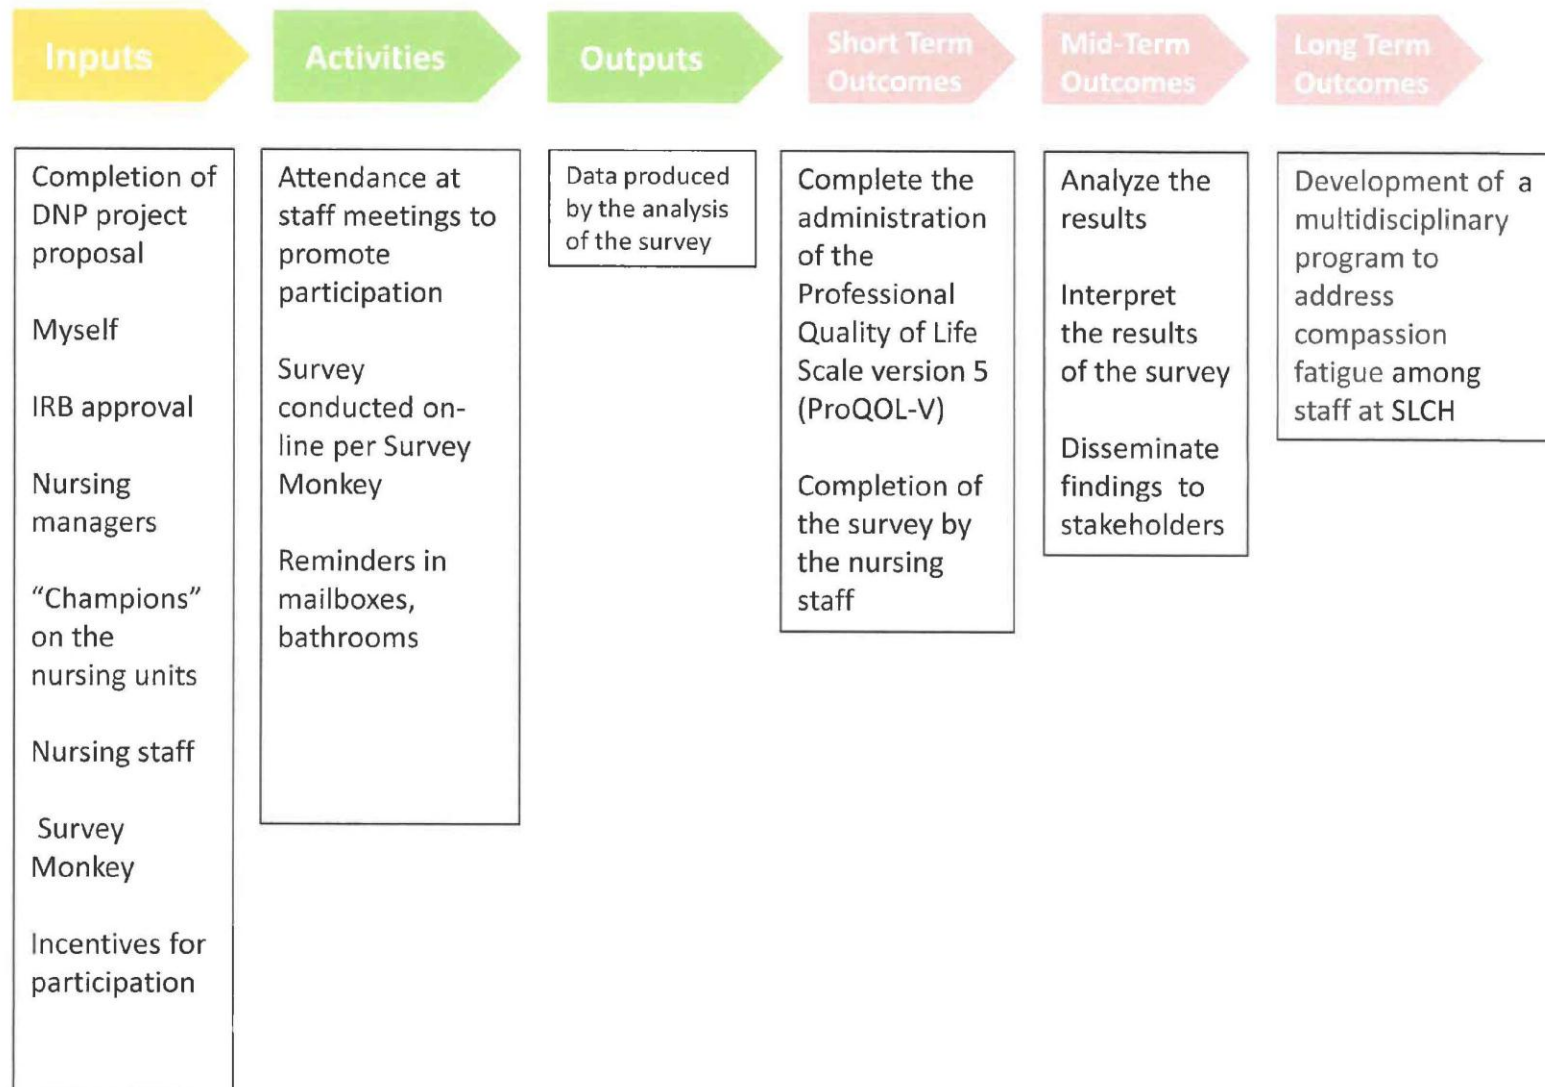 Inputs
Activities
Outputs
Short Term
Outcomes
Mid-Term
Outcomes
Long Term
Outcomes
Completion of
DNP project
proposal
Myself
IRB approval
Nursing
managers
“Champions”
on the
nursing units
Nursing staff
Survey
Monkey
Incentives for
participation
Attendance at
staff meetings to
promote
participation
Survey
conducted on-
line per Survey
Monkey
Reminders in
mailboxes,
bathrooms
Data produced
by the analysis
of the survey
Complete the
administration
of the
Professional
Quality of Life
Scale version 5
(ProQOL-V)
Completion of
the survey by
the nursing
staff
Analyze the
results
Interpret
the results
of the survey
Disseminate
findings to
stakeholders
Development of a
multidisciplinary
program to
address
compassion
fatigue among
staff at SLCH